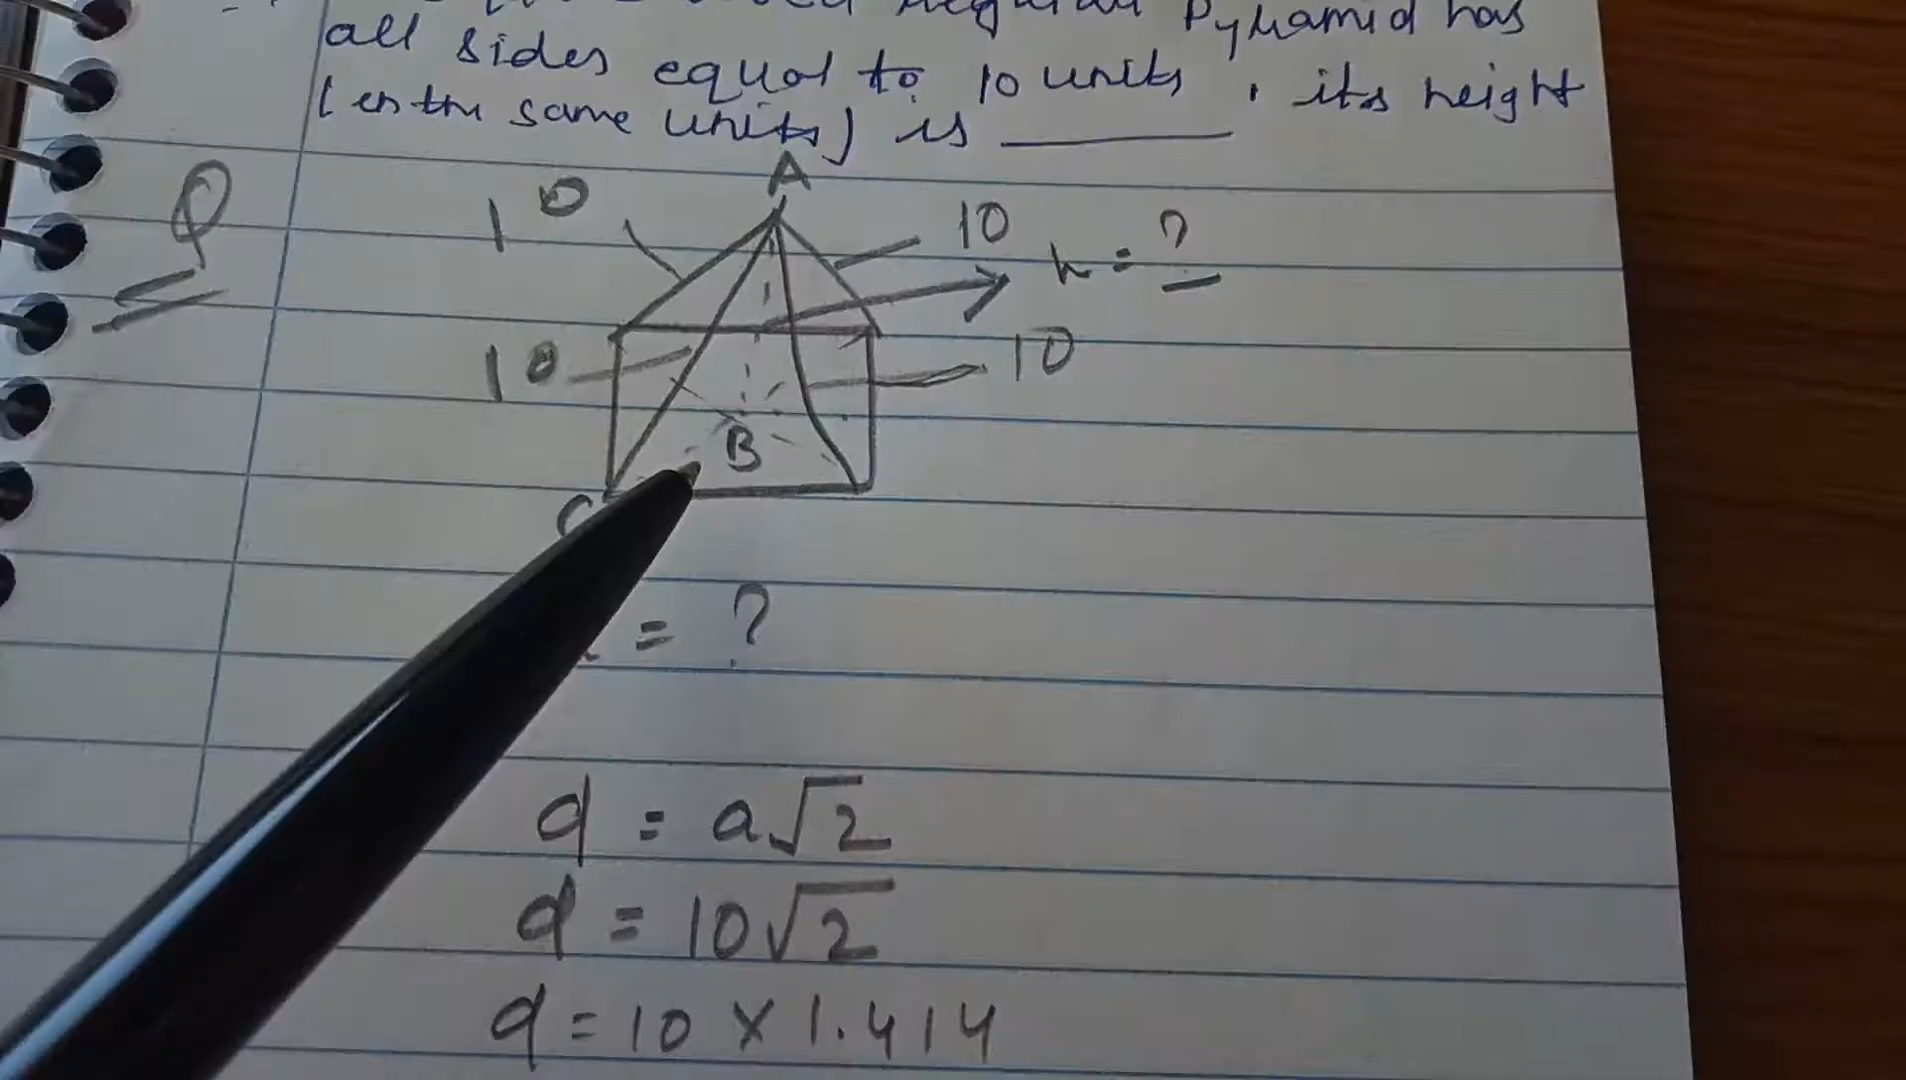 Pyramid has
all sides equal to 10 units, its height
(in the same units) is ________
Q
A
10
10
h = ?
10
10
B
C
= ?
d = a√2
d = 10√2
d = 10 × 1.414